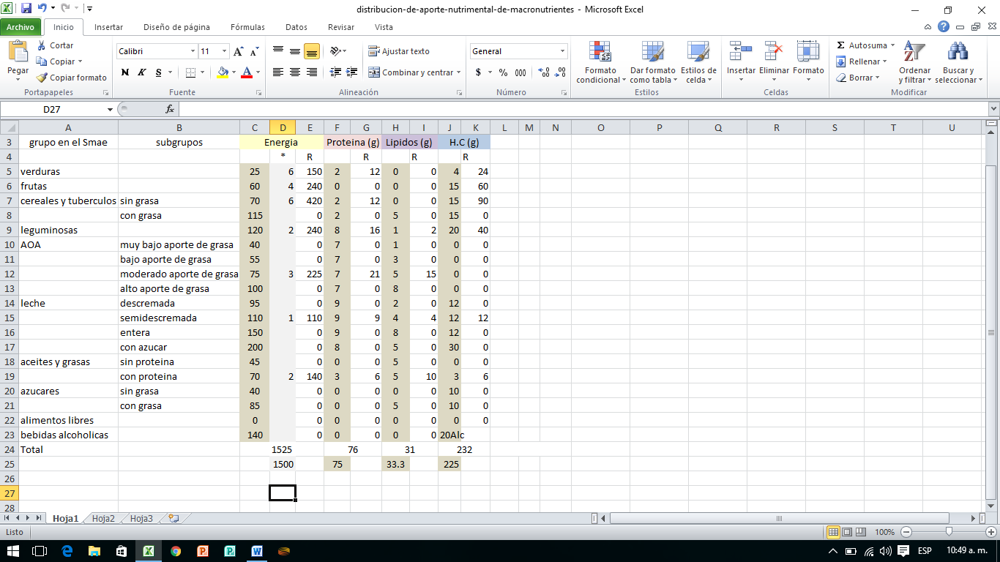 distribucion-de-aporte-nutrimental-de-macronutrientes - Microsoft Excel
Archivo Inicio Insertar Diseño de página Fórmulas Datos Revisar Vista
Pegar
Cortar
Copiar
Copiar formato
Portapapeles
Calibri 11
N K S
Fuente
Ajustar texto
Combinar y centrar
Alineación
General
$ % 000
Número
Formato condicional
Dar formato como tabla
Estilos de celda
Estilos
Insertar Eliminar Formato
Celdas
Autosuma
Rellenar
Borrar
Ordenar y filtrar
Buscar y seleccionar
Modificar
D27 fx
A B C D E F G H I J K L M N O P Q R S T U
3 grupo en el Smae subgrupos Energia Proteina (g) Lipidos (g) H.C (g)
4 * R R R R
5 verduras 25 6 150 2 12 0 0 4 24
6 frutas 60 4 240 0 0 0 0 15 60
7 cereales y tuberculos sin grasa 70 6 420 2 12 0 0 15 90
8 con grasa 115 0 2 0 5 0 15 0
9 leguminosas 120 2 240 8 16 1 2 20 40
10 AOA muy bajo aporte de grasa 40 0 7 0 1 0 0 0
11 bajo aporte de grasa 55 0 7 0 3 0 0 0
12 moderado aporte de grasa 75 3 225 7 21 5 15 0 0
13 alto aporte de grasa 100 0 7 0 8 0 0 0
14 leche descremada 95 0 9 0 2 0 12 0
15 semidescremada 110 1 110 9 9 4 4 12 12
16 entera 150 0 9 0 8 0 12 0
17 con azucar 200 0 8 0 5 0 30 0
18 aceites y grasas sin proteina 45 0 0 0 5 0 0 0
19 con proteina 70 2 140 3 6 5 10 3 6
20 azucares sin grasa 40 0 0 0 0 0 10 0
21 con grasa 85 0 0 0 5 0 10 0
22 alimentos libres 0 0 0 0 0 0 0 0
23 bebidas alcoholicas 140 0 0 0 0 0 20Alc
24 Total 1525 76 31 232
25 1500 75 33.3 225
26
27
28
Hoja1 Hoja2 Hoja3
Listo 100%
ESP 10:49 a. m.